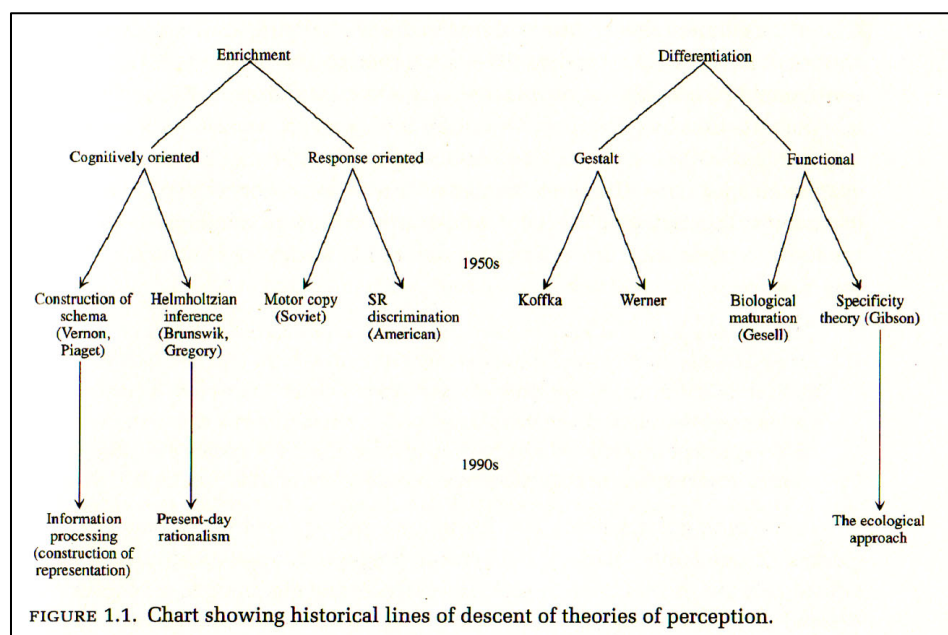 Enrichment
Differentiation
Cognitively oriented
Response oriented
Gestalt
Functional
1950s
Construction of
schema
(Vernon,
Piaget)
Helmholtzian
inference
(Brunswik,
Gregory)
Motor copy
(Soviet)
SR
discrimination
(American)
Koffka
Werner
Biological
maturation
(Gesell)
Specificity
theory (Gibson)
1990s
Information
processing
(construction of
representation)
Present-day
rationalism
The ecological
approach
FIGURE 1.1. Chart showing historical lines of descent of theories of perception.